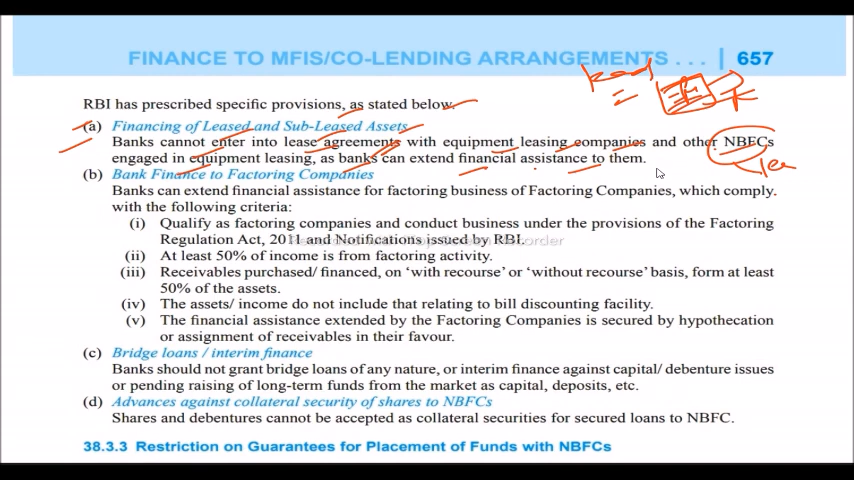 FINANCE TO MFIS/CO-LENDING ARRANGEMENTS . . . | 657
RBI has prescribed specific provisions, as stated below.
(a) Financing of Leased and Sub-Leased Assets
Banks cannot enter into lease agreements with equipment leasing companies and other NBFCs
engaged in equipment leasing, as banks can extend financial assistance to them.
(b) Bank Finance to Factoring Companies
Banks can extend financial assistance for factoring business of Factoring Companies, which comply
with the following criteria:
(i) Qualify as factoring companies and conduct business under the provisions of the Factoring
Regulation Act, 2011 and Notifications issued by RBI.
(ii) At least 50% of income is from factoring activity.
(iii) Receivables purchased/ financed, on ‘with recourse’ or ‘without recourse’ basis, form at least
50% of the assets.
(iv) The assets/ income do not include that relating to bill discounting facility.
(v) The financial assistance extended by the Factoring Companies is secured by hypothecation
or assignment of receivables in their favour.
(c) Bridge loans / interim finance
Banks should not grant bridge loans of any nature, or interim finance against capital/ debenture issues
or pending raising of long-term funds from the market as capital, deposits, etc.
(d) Advances against collateral security of shares to NBFCs
Shares and debentures cannot be accepted as collateral securities for secured loans to NBFC.
38.3.3 Restriction on Guarantees for Placement of Funds with NBFCs